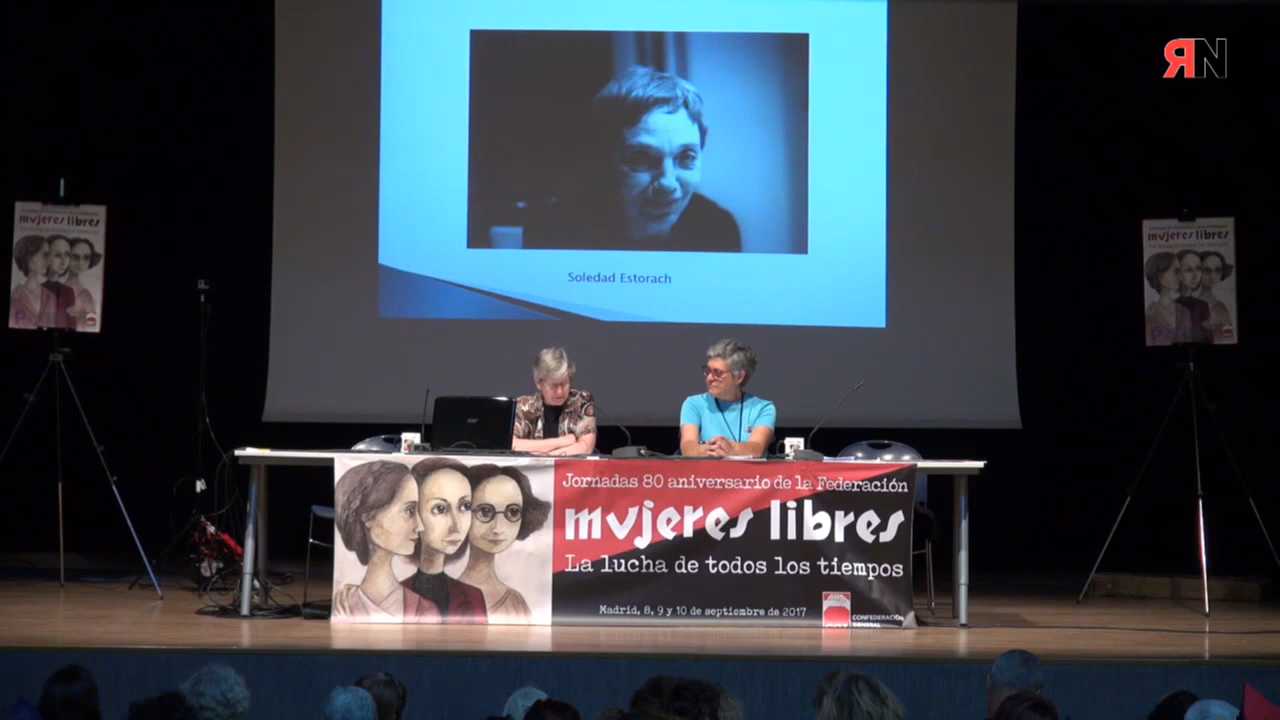 RN
Soledad Estorach
mujeres libres
mujeres libres
Jornadas 80 aniversario de la Federación
mujeres libres
La lucha de todos los tiempos
Madrid, 8, 9 y 10 de septiembre de 2017
CONFEDERACIÓN
GENERAL